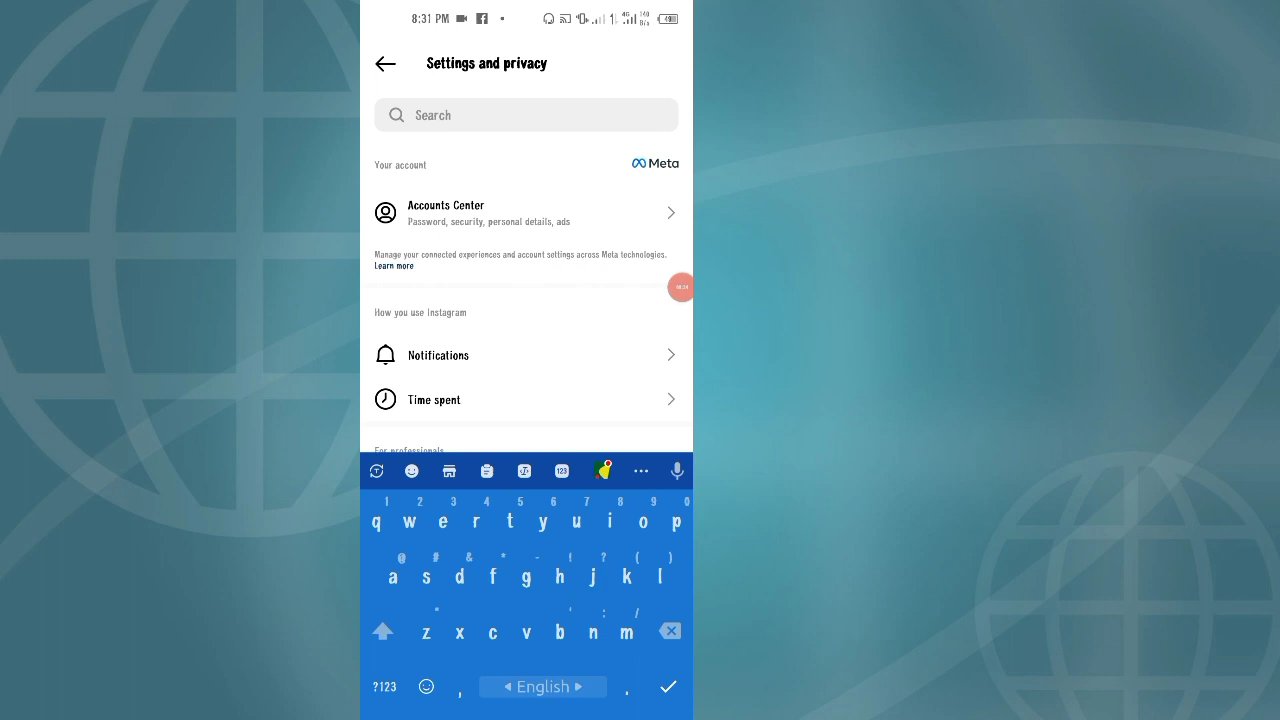 8:31 PM
Settings and privacy
Search
Your account
Meta
Accounts Center
Password, security, personal details, ads
Manage your connected experiences and account settings across Meta technologies.
Learn more
How you use Instagram
Notifications
Time spent
For professionals
123
1 2 3 4 5 6 7 8 9 0
q w e r t y u i o p
@ # & * - ! ? ( )
a s d f g h j k l
" ' : /
z x c v b n m
?123 , English .